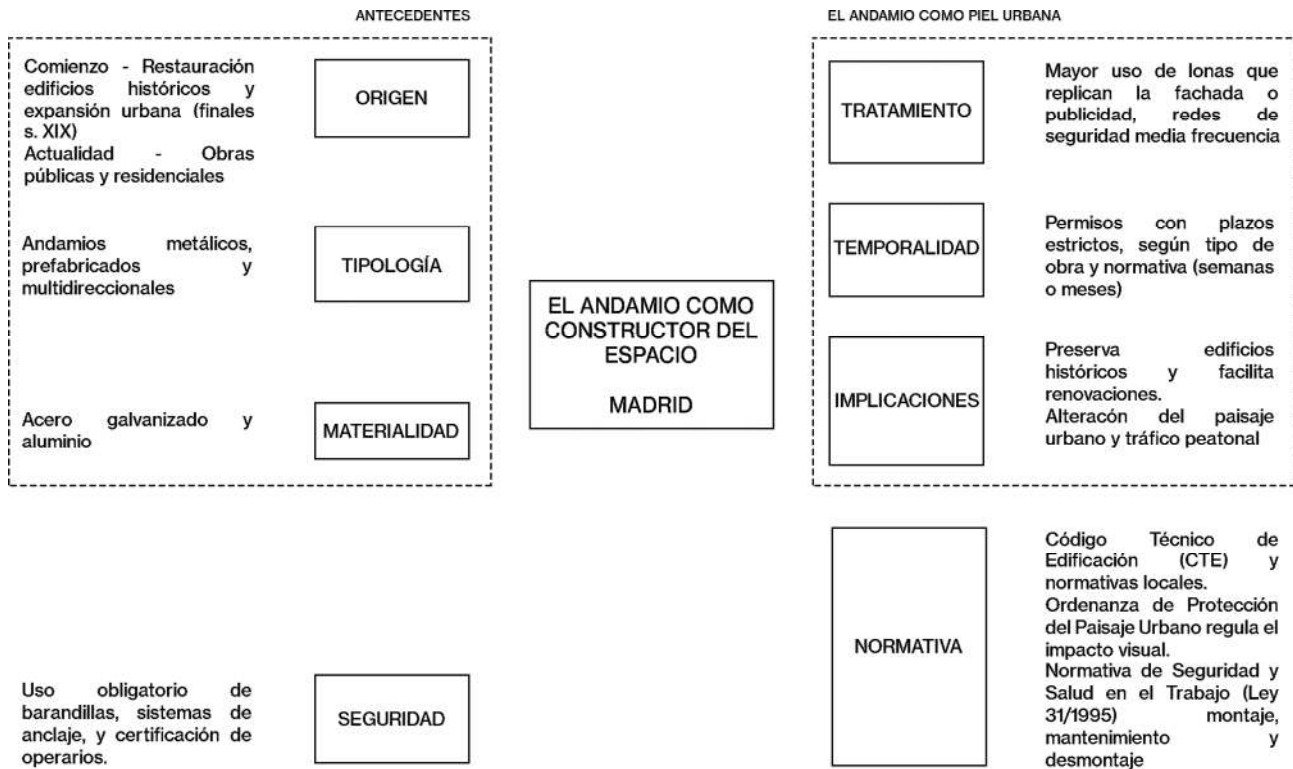 ANTECEDENTES
Comienzo - Restauración
edificios históricos y
expansión urbana (finales
s. XIX)
Actualidad - Obras
públicas y residenciales
ORIGEN
Andamios metálicos,
prefabricados y
multidireccionales
TIPOLOGÍA
Acero galvanizado y
aluminio
MATERIALIDAD
Uso obligatorio de
barandillas, sistemas de
anclaje, y certificación de
operarios.
SEGURIDAD
EL ANDAMIO COMO
CONSTRUCTOR DEL
ESPACIO
MADRID
EL ANDAMIO COMO PIEL URBANA
TRATAMIENTO
Mayor uso de lonas que
replican la fachada o
publicidad, redes de
seguridad media frecuencia
TEMPORALIDAD
Permisos con plazos
estrictos, según tipo de
obra y normativa (semanas
o meses)
IMPLICACIONES
Preserva edificios
históricos y facilita
renovaciones.
Alteracón del paisaje
urbano y tráfico peatonal
NORMATIVA
Código Técnico de
Edificación (CTE) y
normativas locales.
Ordenanza de Protección
del Paisaje Urbano regula el
impacto visual.
Normativa de Seguridad y
Salud en el Trabajo (Ley
31/1995) montaje,
mantenimiento y
desmontaje